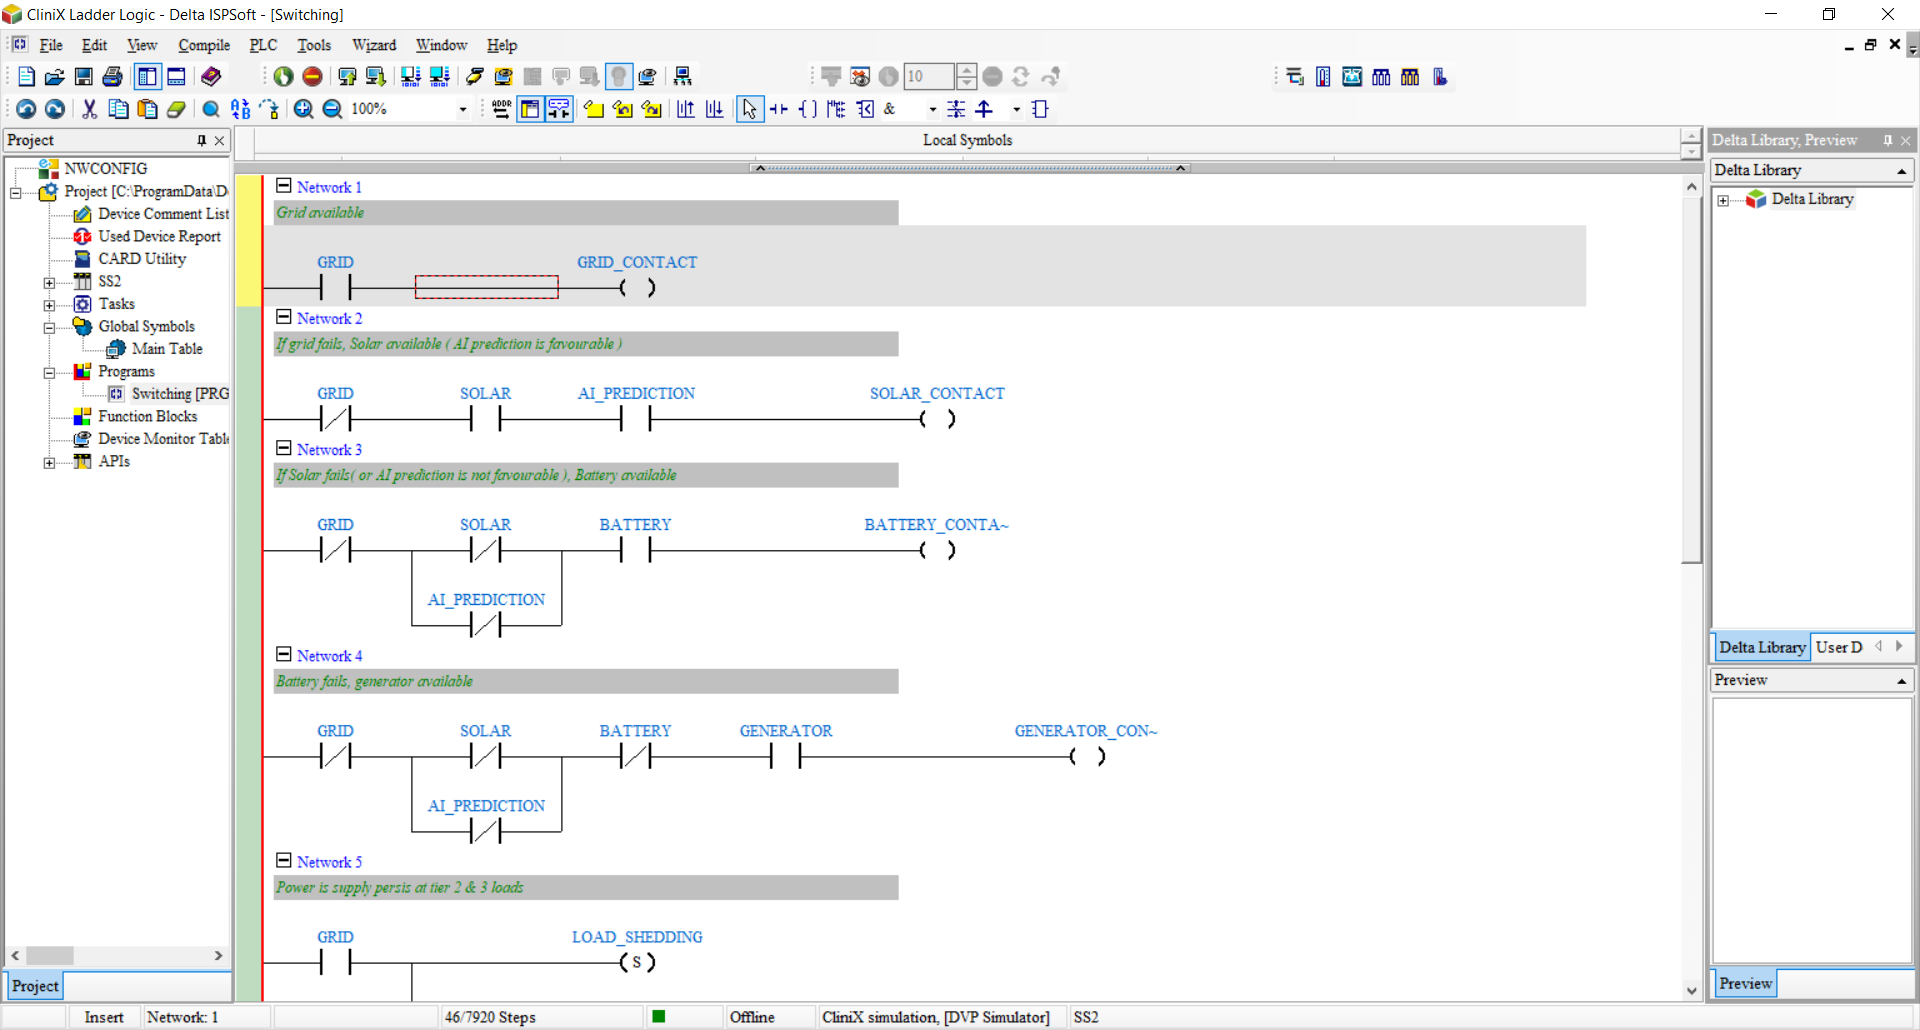 CliniX Ladder Logic - Delta ISPSoft - [Switching]
File Edit View Compile PLC Tools Wizard Window Help
10
100%
ADDR
&
Project
NWCONFIG
Project [C:\ProgramData\D
Device Comment List
Used Device Report
CARD Utility
SS2
Tasks
Global Symbols
Main Table
Programs
Switching [PRG
Function Blocks
Device Monitor Table
APIs
Project
Local Symbols
Network 1
Grid available
GRID GRID_CONTACT
Network 2
If grid fails, Solar available ( AI prediction is favourable )
GRID SOLAR AI_PREDICTION SOLAR_CONTACT
Network 3
If Solar fails( or AI prediction is not favourable ), Battery available
GRID SOLAR BATTERY BATTERY_CONTA~
AI_PREDICTION
Network 4
Battery fails, generator available
GRID SOLAR BATTERY GENERATOR GENERATOR_CON~
AI_PREDICTION
Network 5
Power is supply persis at tier 2 & 3 loads
GRID LOAD_SHEDDING
S
Delta Library, Preview
Delta Library
Delta Library
Delta Library User D
Preview
Preview
Insert Network: 1 46/7920 Steps Offline CliniX simulation, [DVP Simulator] SS2